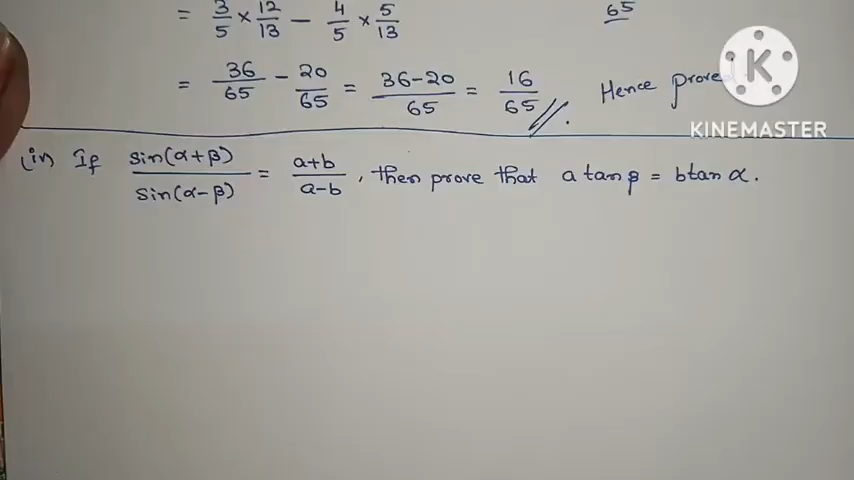 = 3/5 × 12/13 − 4/5 × 5/13
65
= 36/65 − 20/65 = 36-20/65 = 16/65 // . Hence prove
K
KINEMASTER
If sin(α+β)/sin(α−β) = a+b/a-b , then prove that a tan β = b tan α.